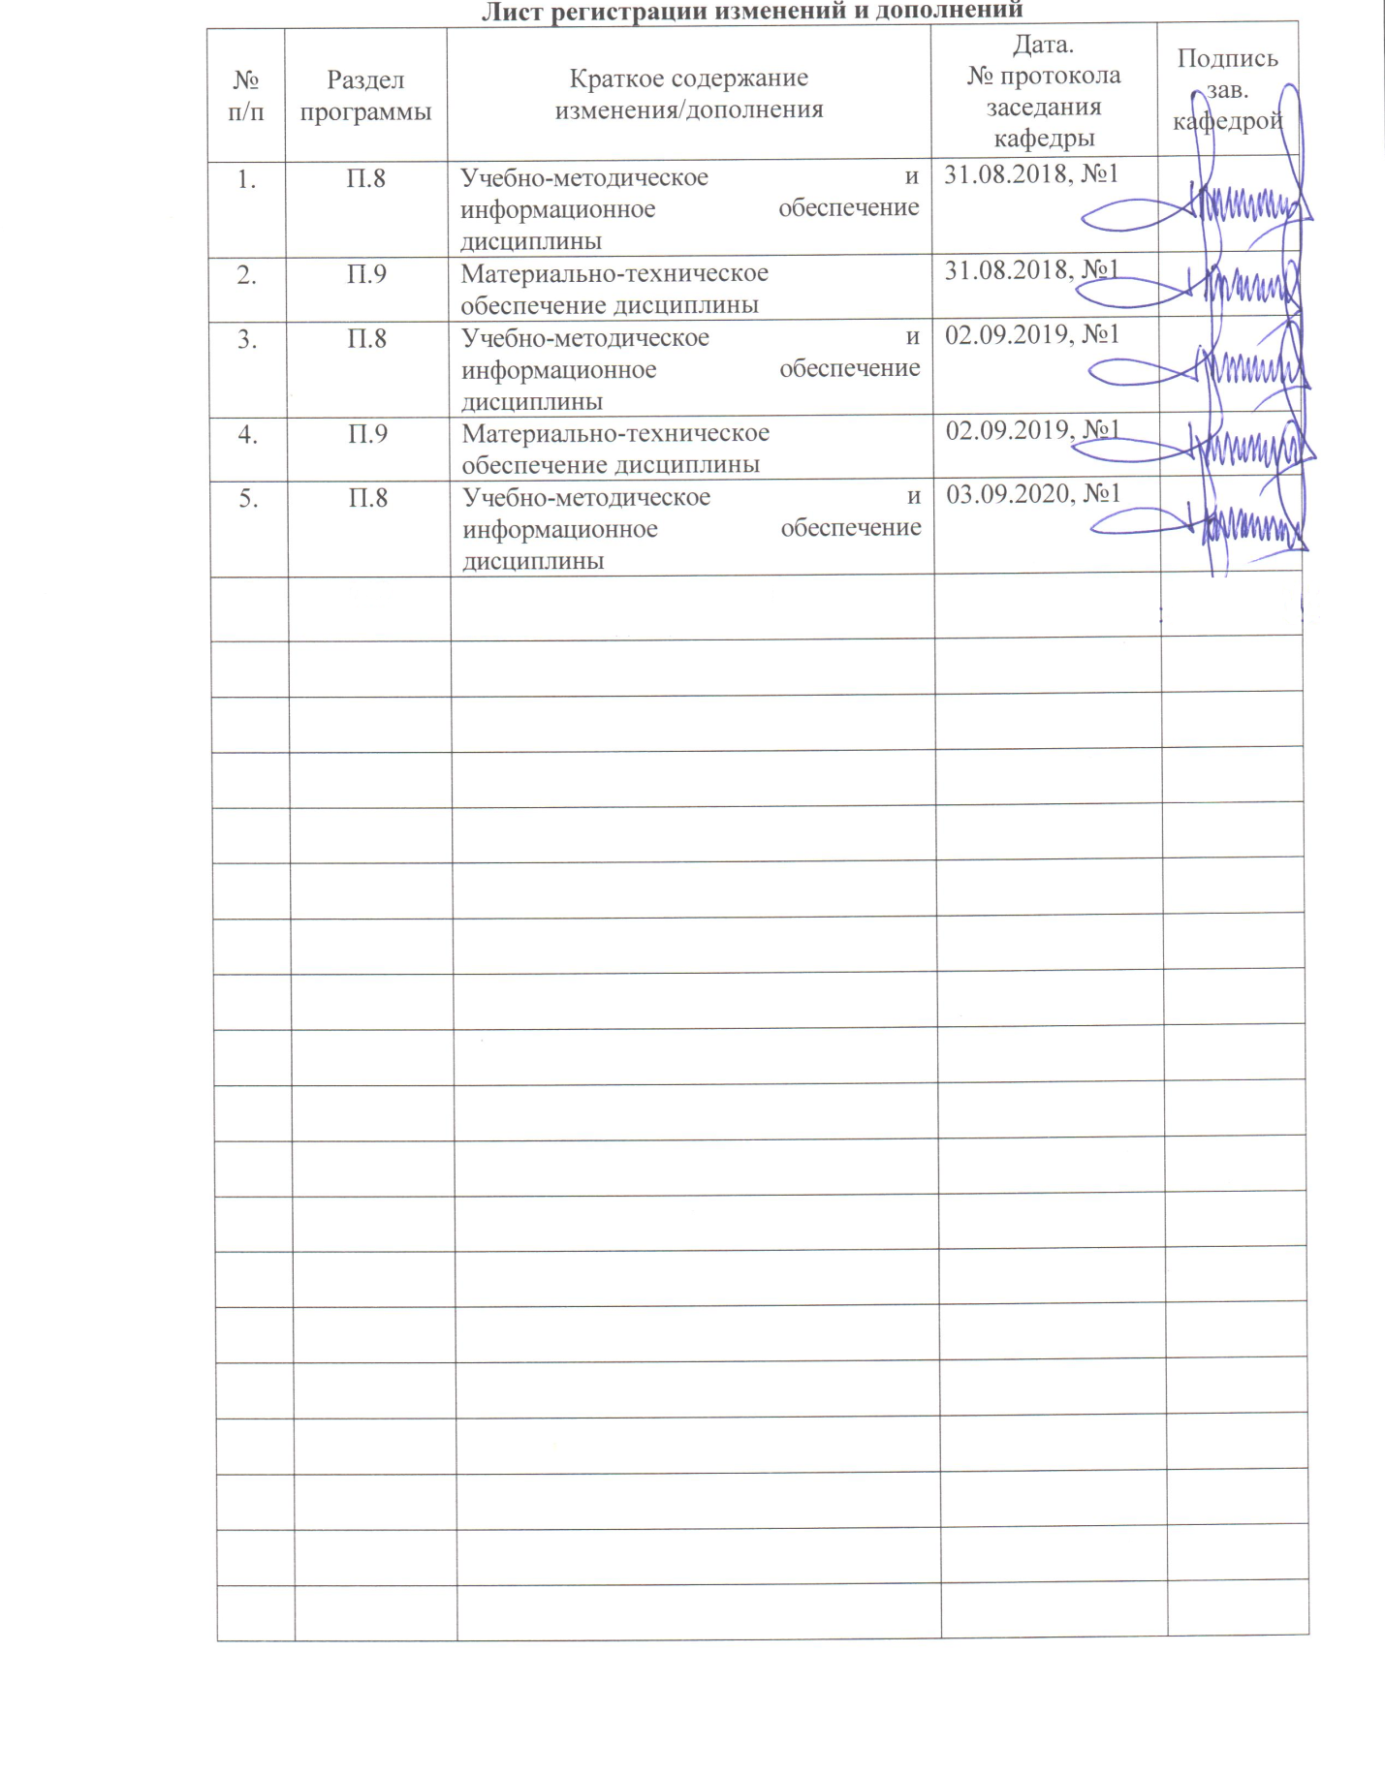 Лист регистрации изменений и дополнений
№
п/п
Раздел
программы
Краткое содержание
изменения/дополнения
Дата.
№ протокола
заседания
кафедры
Подпись
зав.
кафедрой
1.
П.8
Учебно-методическое и
информационное обеспечение
дисциплины
31.08.2018, №1
2.
П.9
Материально-техническое
обеспечение дисциплины
31.08.2018, №1
3.
П.8
Учебно-методическое и
информационное обеспечение
дисциплины
02.09.2019, №1
4.
П.9
Материально-техническое
обеспечение дисциплины
02.09.2019, №1
5.
П.8
Учебно-методическое и
информационное обеспечение
дисциплины
03.09.2020, №1